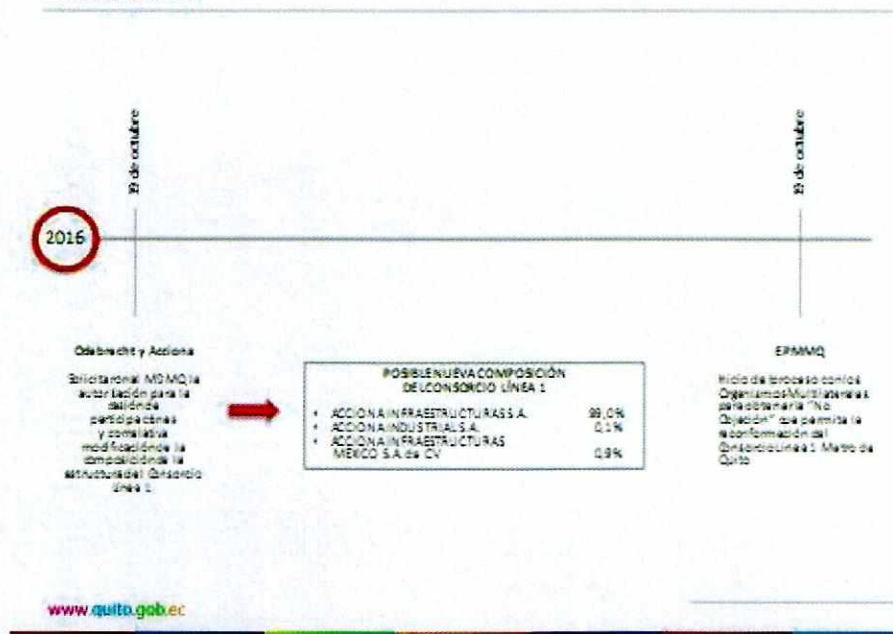 19 de octubre
19 de octubre
2016
Odebrecht y Acciona
Solicitaron al MDMQ la
autorización para la
cesión de
participaciones
y correlativa
modificación de la
composición de la
estructura del Consorcio
Línea 1.
POSIBLE NUEVA COMPOSICIÓN
DEL CONSORCIO LÍNEA 1
• ACCIONA INFRAESTRUCTURAS S.A. 99,0%
• ACCIONA INDUSTRIAL S.A. 0,1%
• ACCIONA INFRAESTRUCTURAS
MÉXICO S.A. de CV 0,9%
EPMMQ
Inicio de proceso con los
Organismos Multilaterales
para obtener la "No
Objeción" que permita la
reconformación del
Consorcio Línea 1 Metro de
Quito
www.quito.gob.ec